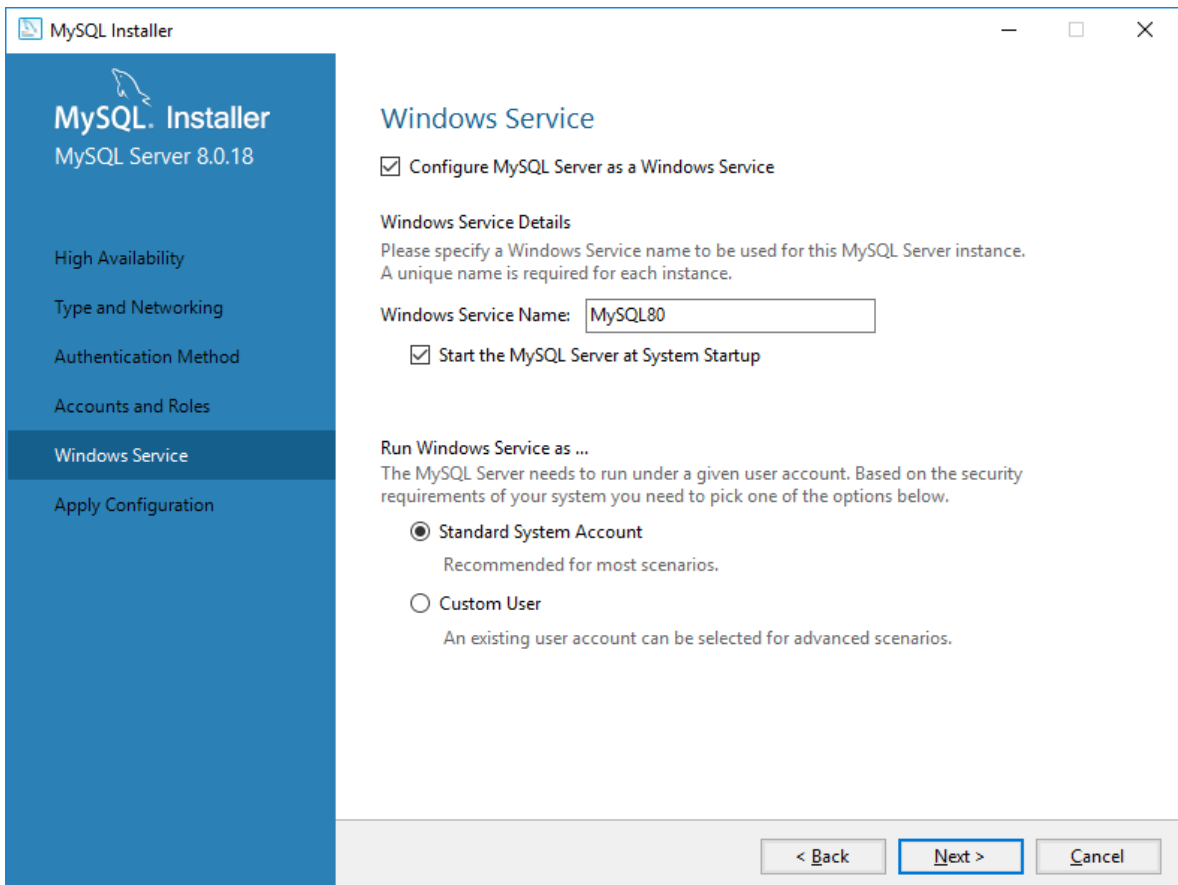 MySQL Installer
MySQL. Installer
MySQL Server 8.0.18
High Availability
Type and Networking
Authentication Method
Accounts and Roles
Windows Service
Apply Configuration
Windows Service
Configure MySQL Server as a Windows Service
Windows Service Details
Please specify a Windows Service name to be used for this MySQL Server instance.
A unique name is required for each instance.
Windows Service Name: MySQL80
Start the MySQL Server at System Startup
Run Windows Service as ...
The MySQL Server needs to run under a given user account. Based on the security
requirements of your system you need to pick one of the options below.
Standard System Account
Recommended for most scenarios.
Custom User
An existing user account can be selected for advanced scenarios.
< Back Next > Cancel